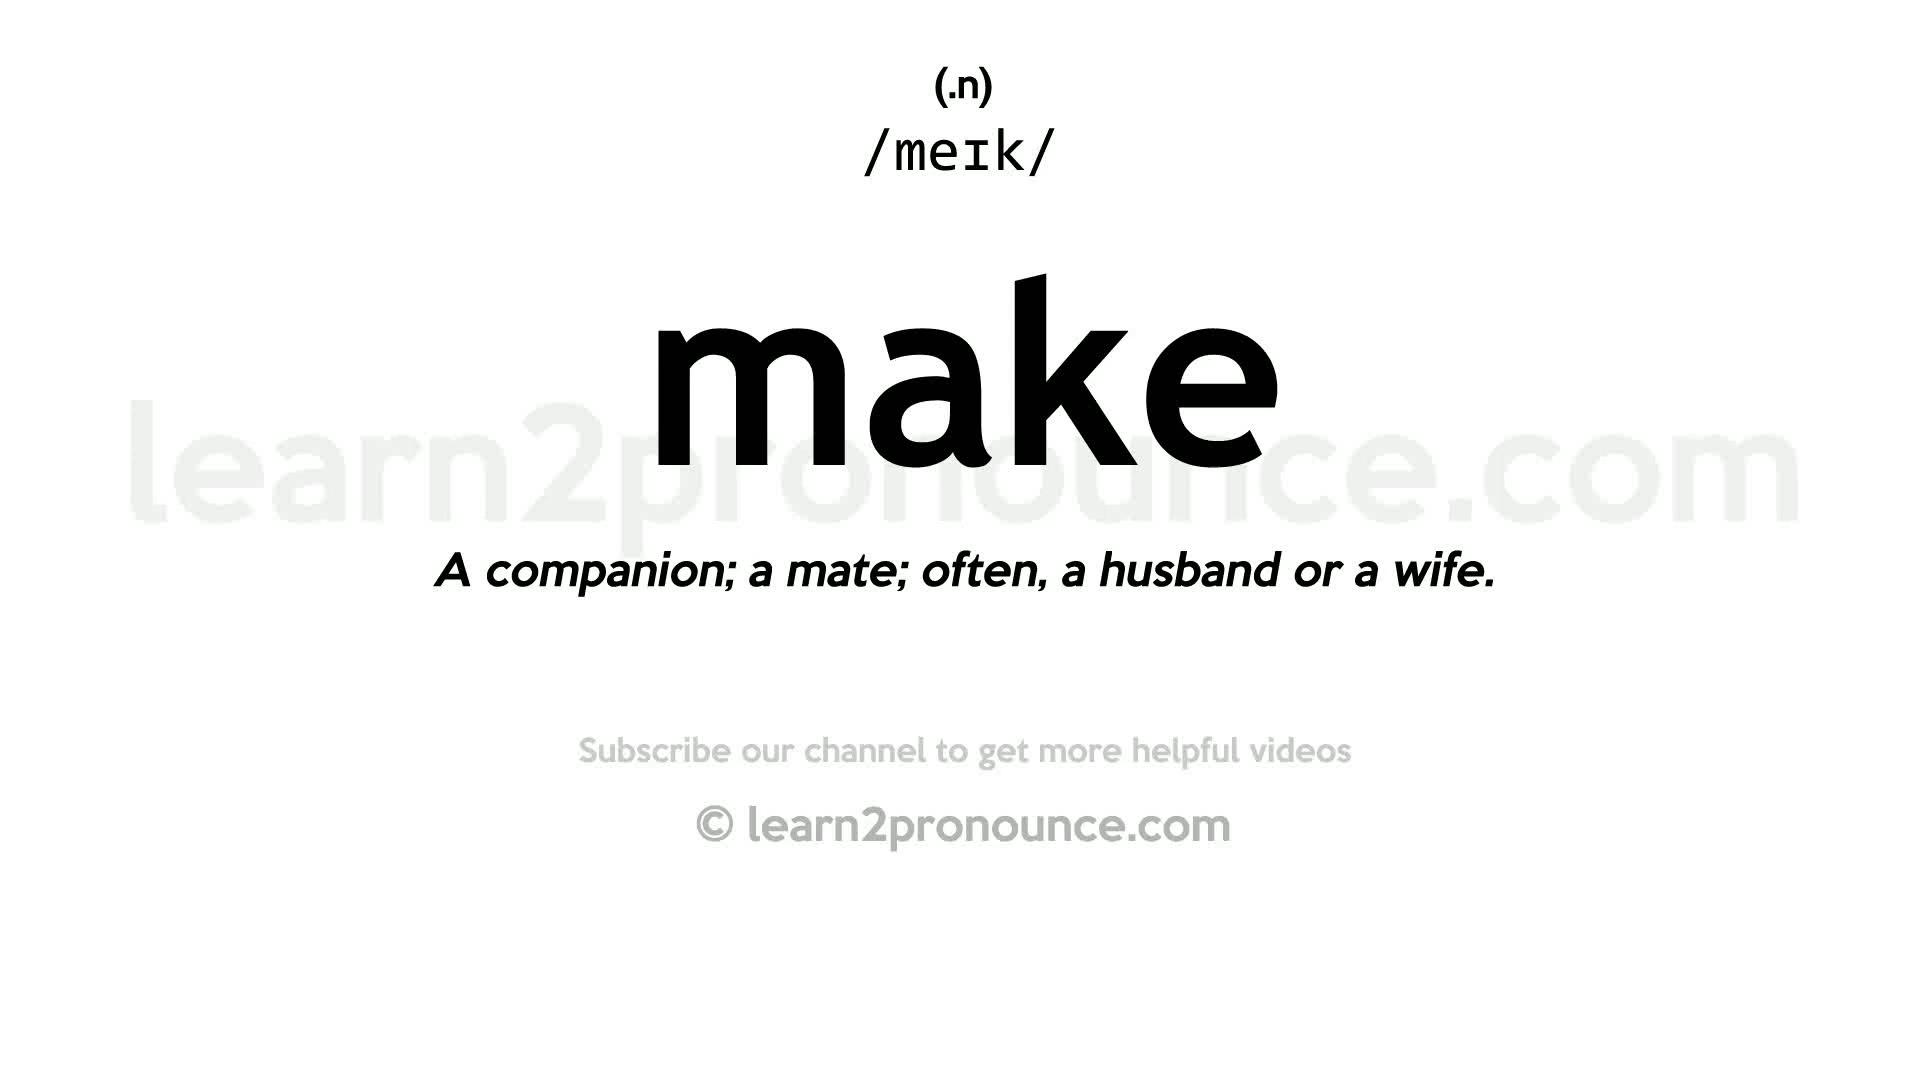 (.n)
/meɪk/
make
learn2pronounce.com
A companion; a mate; often, a husband or a wife.
Subscribe our channel to get more helpful videos
© learn2pronounce.com